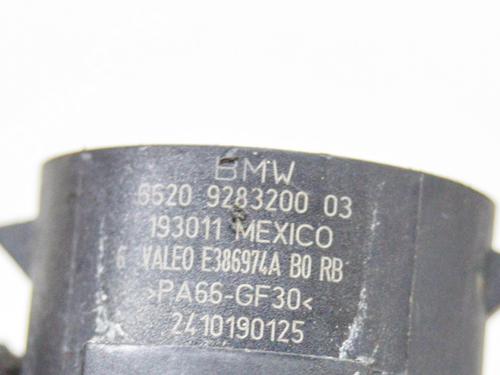 BMW
6620 9283200 03
193011 MEXICO
6 VALEO E386974A B0 RB
>PA66-GF30<
2410190125